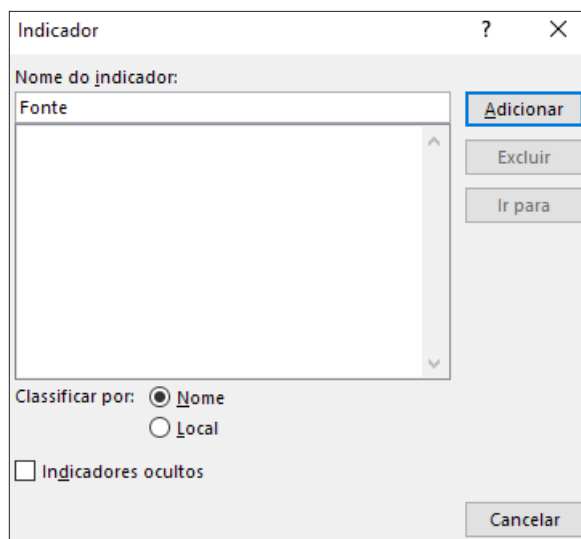 Indicador ?
Nome do indicador:
Fonte
Adicionar
Excluir
Ir para
Classificar por: Nome
Local
Indicadores ocultos
Cancelar